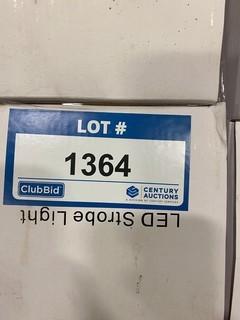 LOT #
1364
ClubBid
CENTURY
AUCTIONS
LED Strobe Light